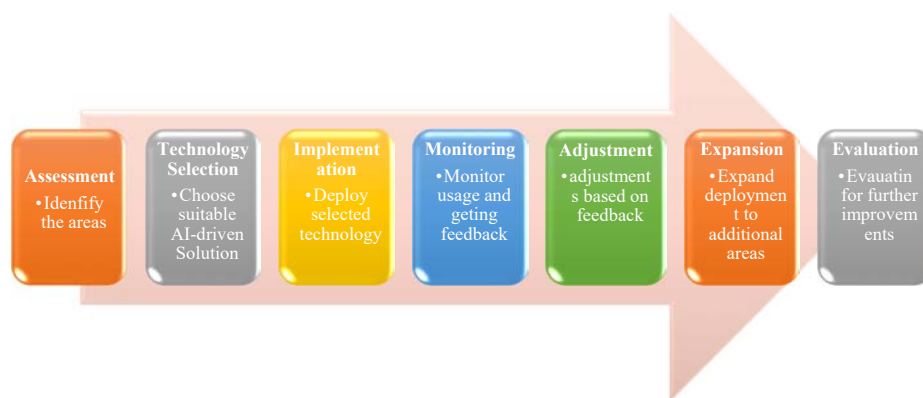 Assessment
•Idenfify
the areas
Technology
Selection
•Choose
suitable
AI-driven
Solution
Implement
ation
•Deploy
selected
technology
Monitoring
•Monitor
usage and
geting
feedback
Adjustment
•adjustment
s based on
feedback
Expansion
•Expand
deploymen
t to
additional
areas
Evaluation
•Evauatin
for further
improvem
ents